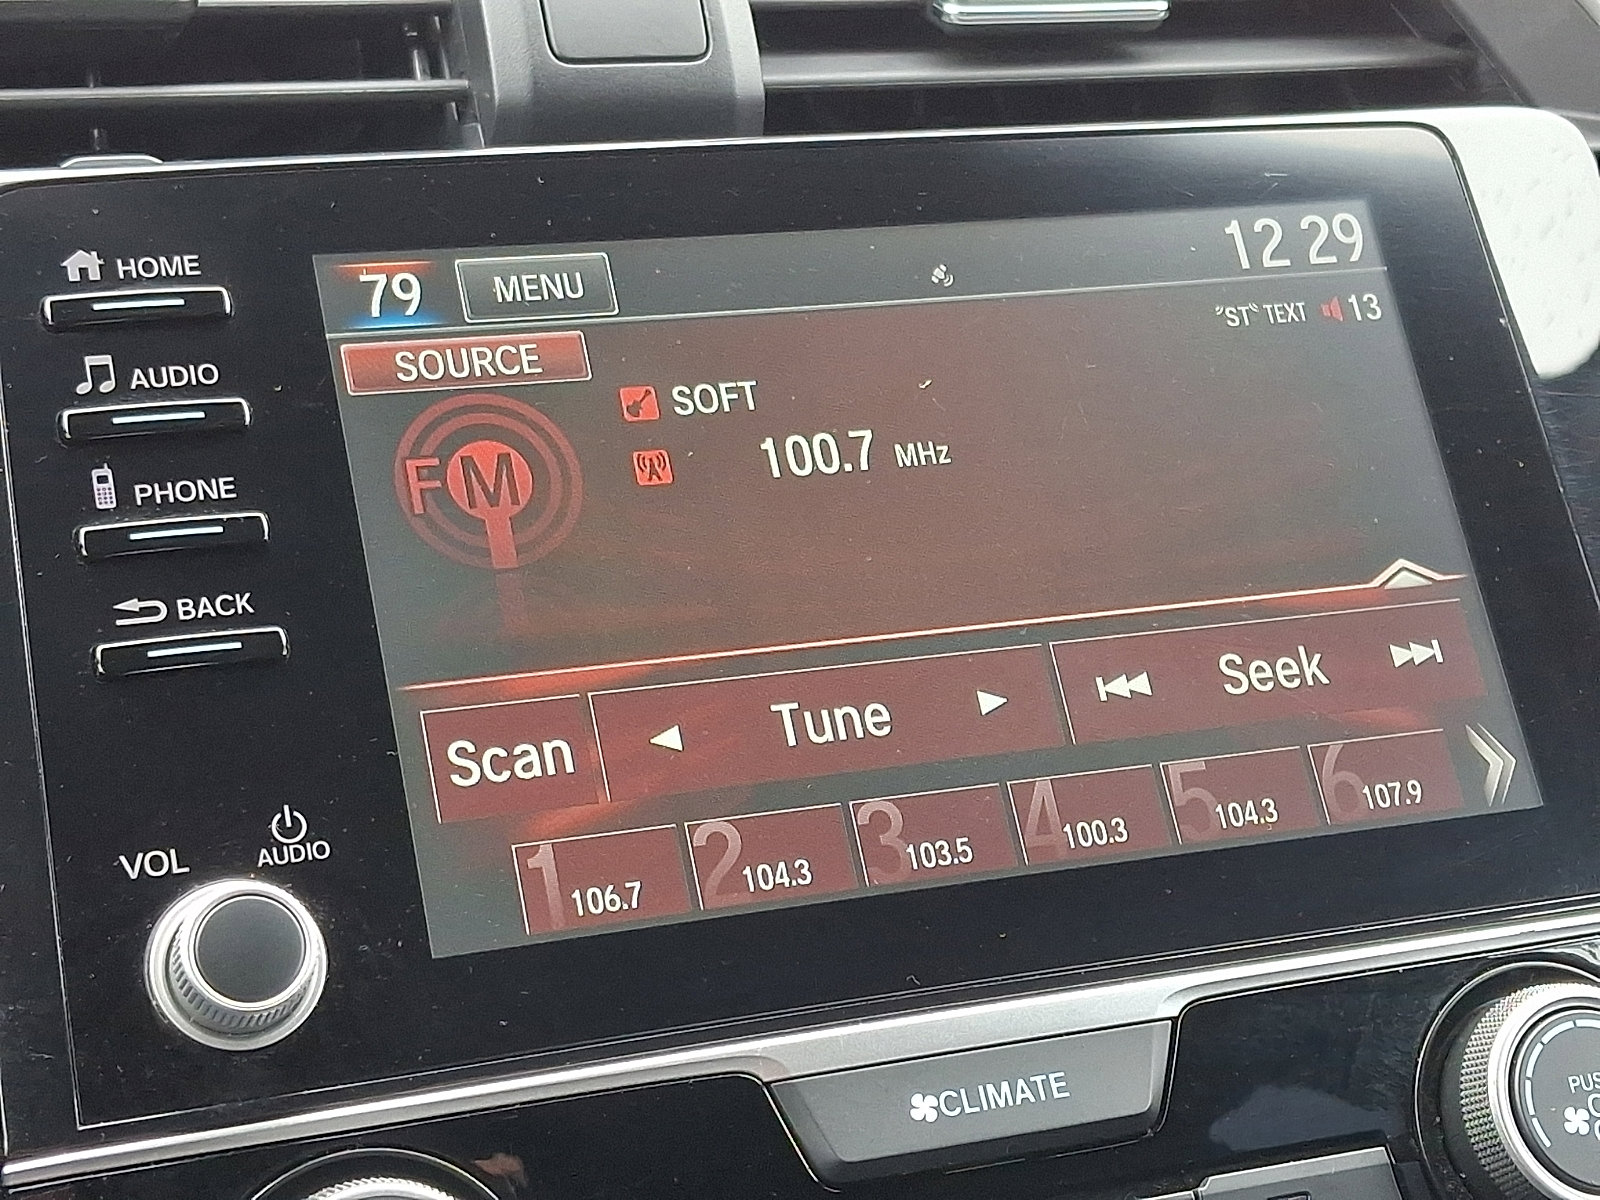 HOME
AUDIO
PHONE
BACK
VOL
AUDIO
79 MENU 12 29
"ST" TEXT 13
SOURCE
FM
SOFT
100.7 MHz
Scan Tune Seek
1 106.7
2 104.3
3 103.5
4 100.3
5 104.3
6 107.9
CLIMATE